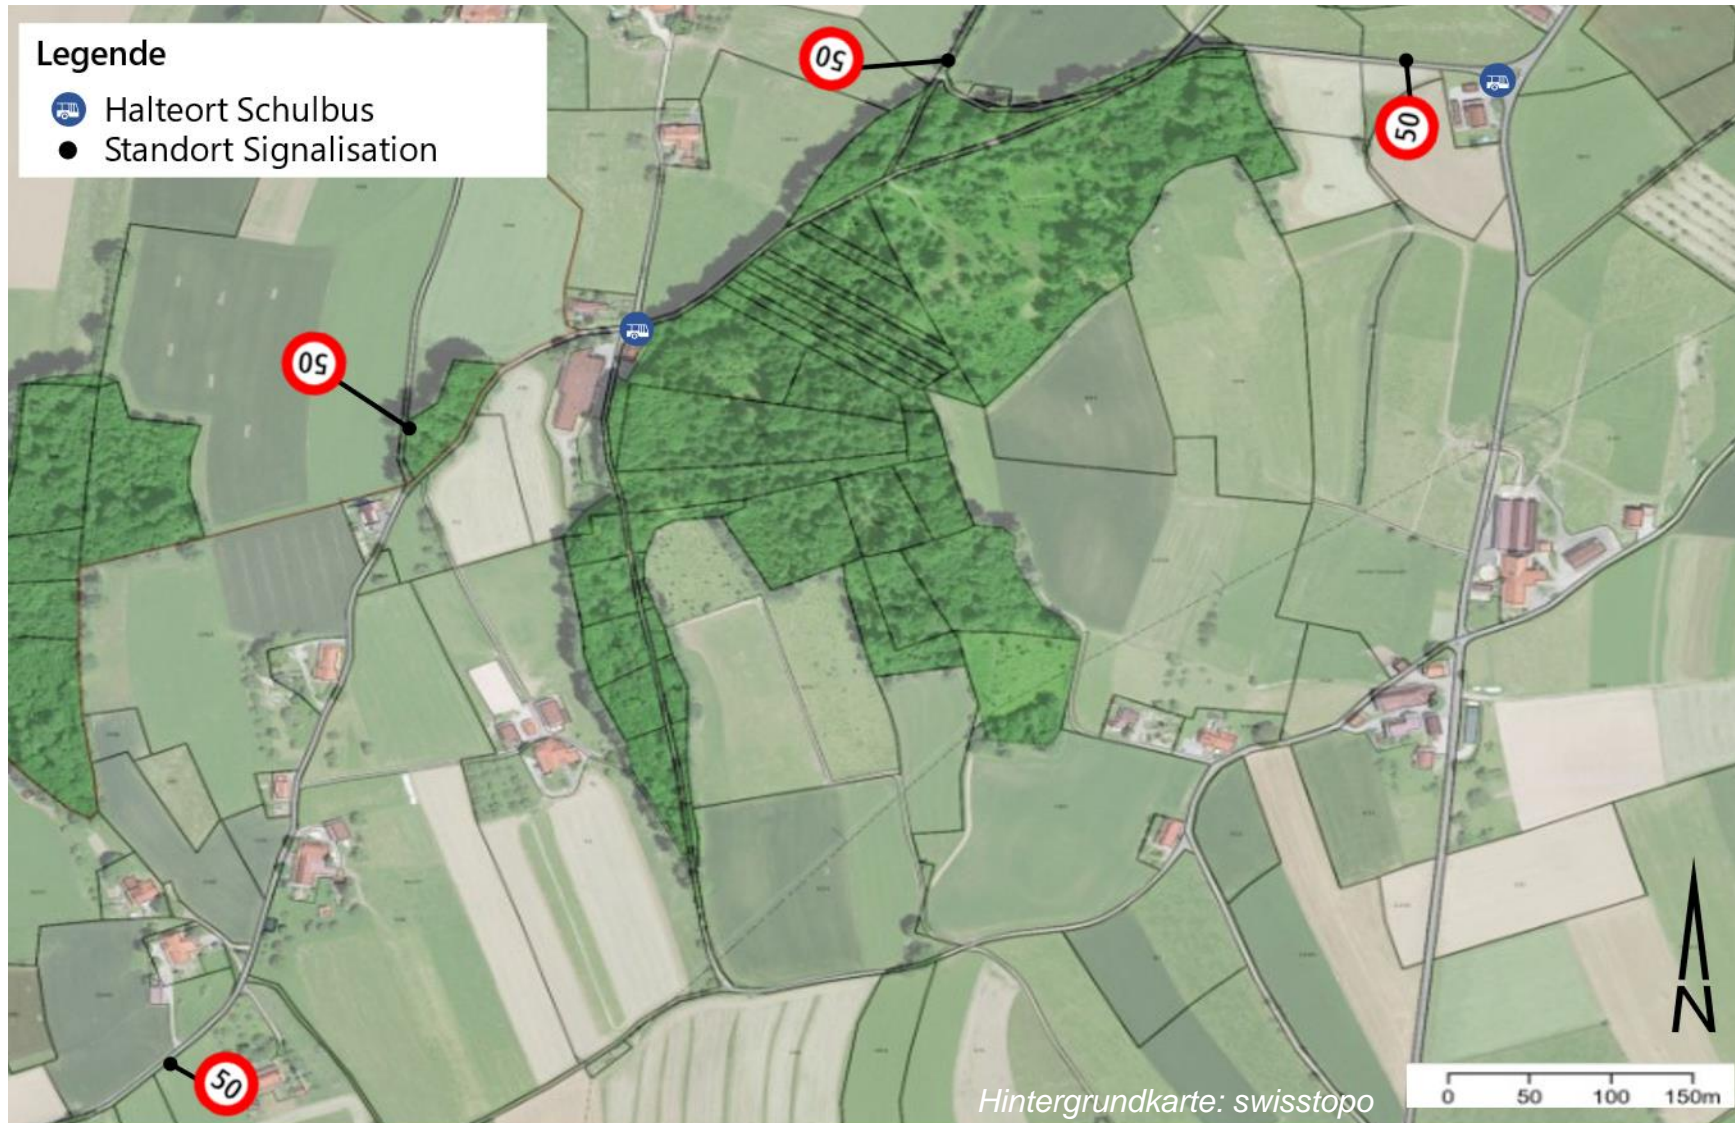 Legende
Halteort Schulbus
Standort Signalisation
50
50
50
50
N
Hintergrundkarte: swisstopo
0 50 100 150m